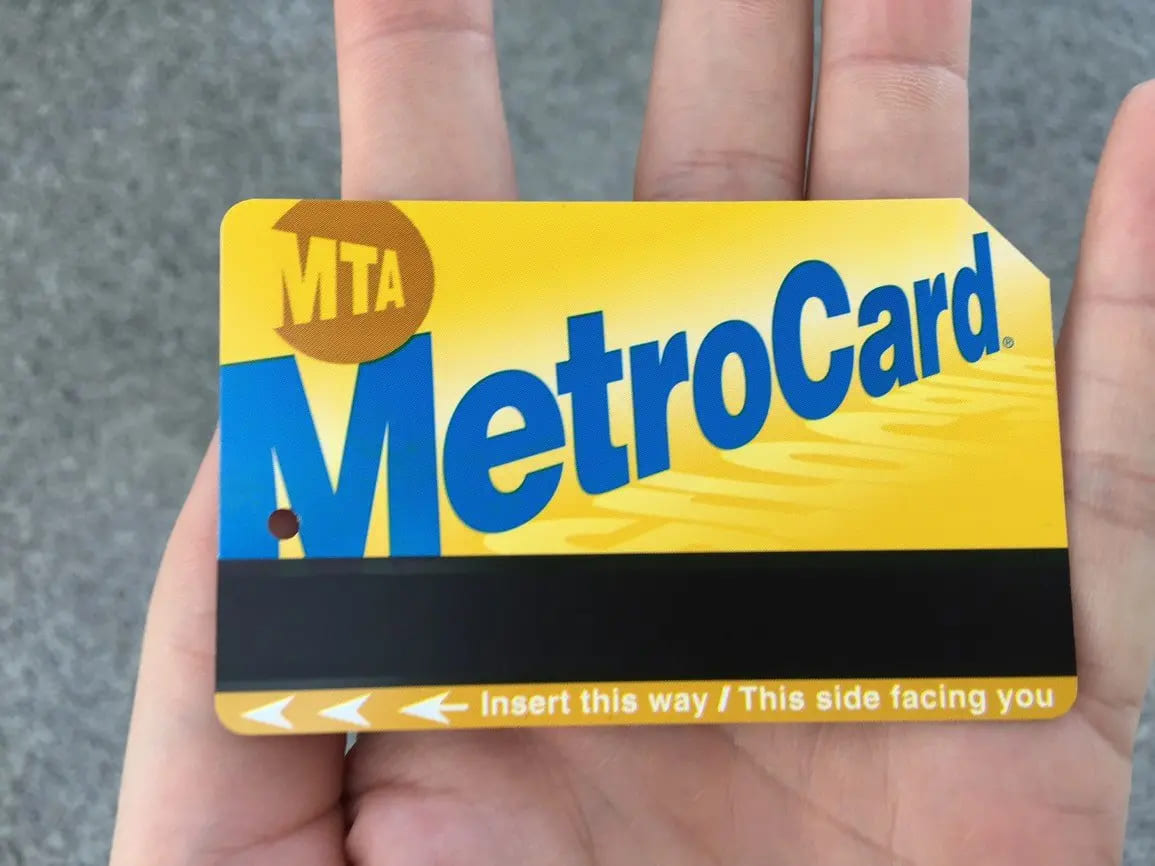 MTA
MetroCard®
Insert this way / This side facing you